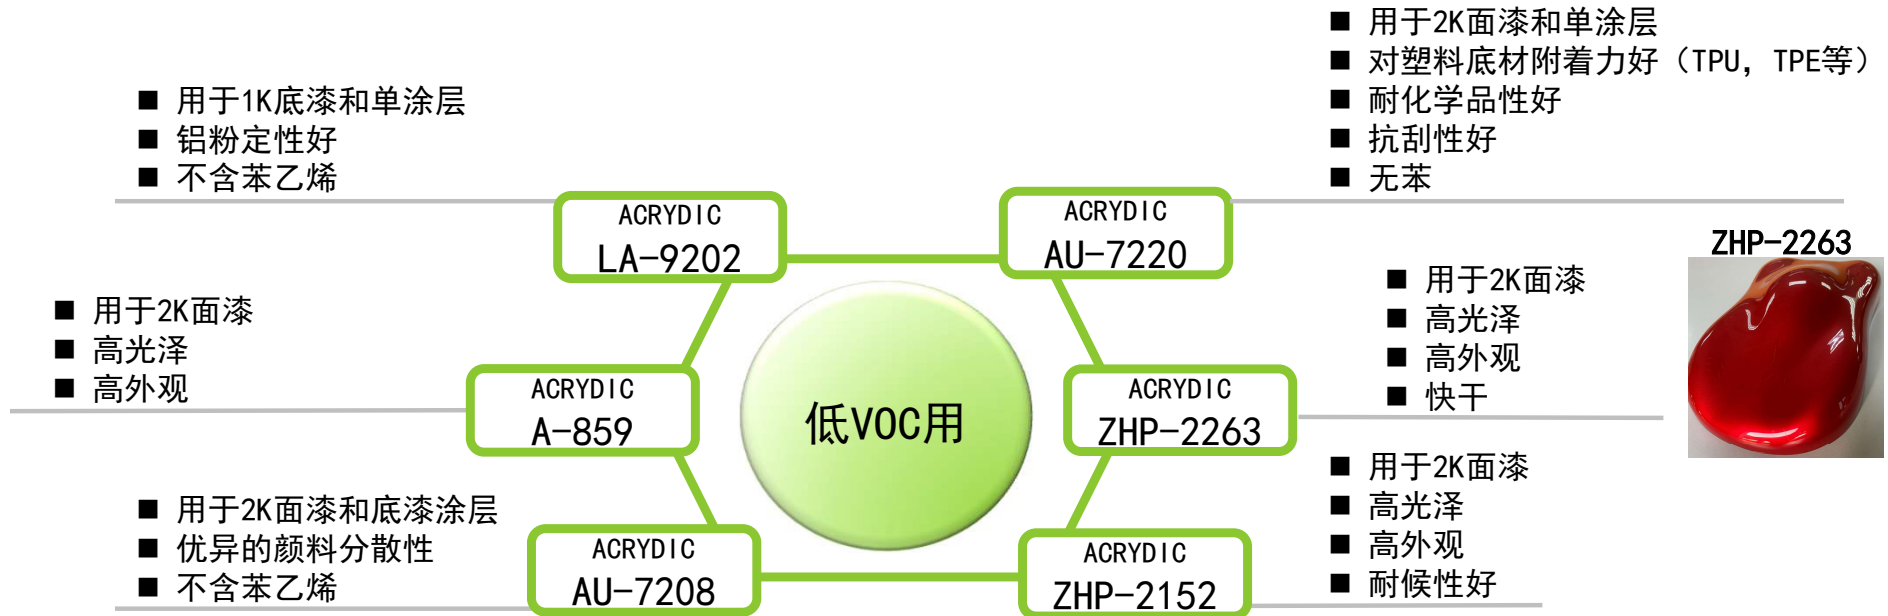 ■ 用于1K底漆和单涂层
■ 铝粉定性好
■ 不含苯乙烯
ACRYDIC
LA-9202
■ 用于2K面漆和单涂层
■ 对塑料底材附着力好（TPU, TPE等）
■ 耐化学品性好
■ 抗刮性好
■ 无苯
ACRYDIC
AU-7220
■ 用于2K面漆
■ 高光泽
■ 高外观
ACRYDIC
A-859
低VOC用
■ 用于2K面漆
■ 高光泽
■ 高外观
■ 快干
ACRYDIC
ZHP-2263
ZHP-2263
■ 用于2K面漆和底漆涂层
■ 优异的颜料分散性
■ 不含苯乙烯
ACRYDIC
AU-7208
■ 用于2K面漆
■ 高光泽
■ 高外观
■ 耐候性好
ACRYDIC
ZHP-2152